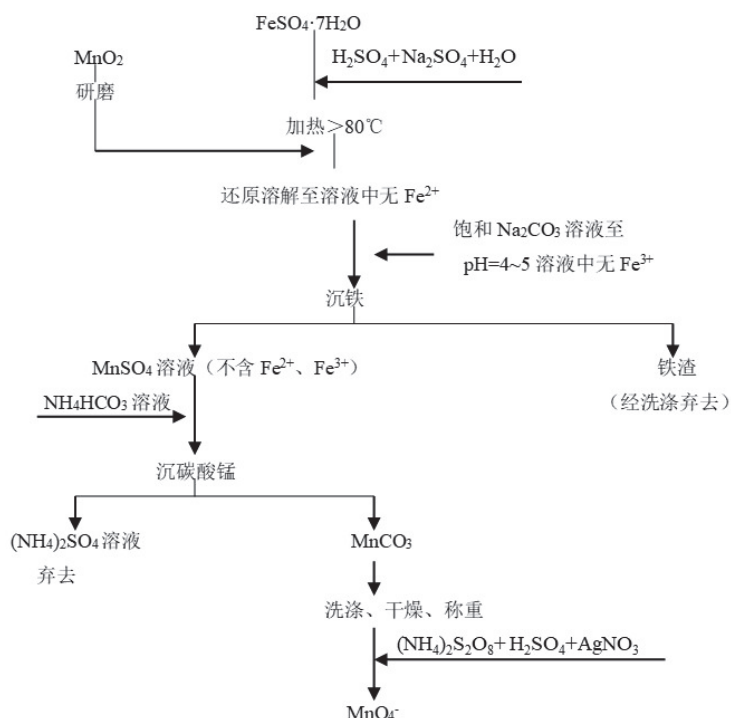 FeSO₄·7H₂O
MnO₂
H₂SO₄+Na₂SO₄+H₂O
研磨
加热＞80℃
还原溶解至溶液中无 Fe²⁺
饱和 Na₂CO₃ 溶液至
pH=4~5 溶液中无 Fe³⁺
沉铁
MnSO₄ 溶液（不含 Fe²⁺、Fe³⁺）
铁渣
（经洗涤弃去）
NH₄HCO₃ 溶液
沉碳酸锰
(NH₄)₂SO₄ 溶液
弃去
MnCO₃
洗涤、干燥、称重
(NH₄)₂S₂O₈+ H₂SO₄+AgNO₃
MnO₄⁻